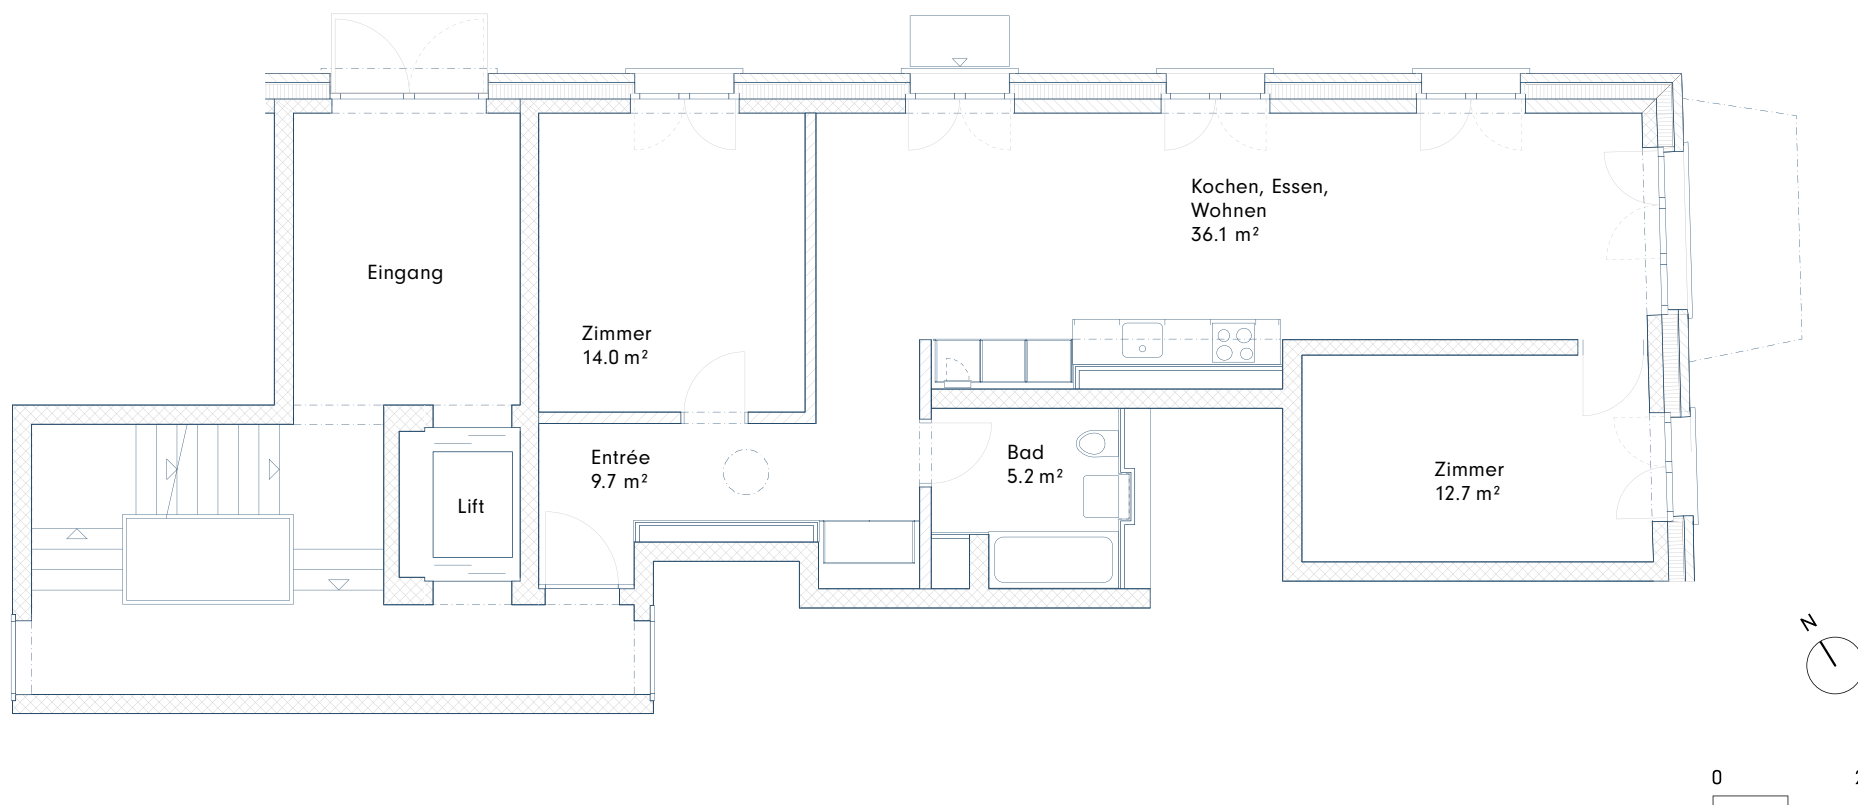 Kochen, Essen,
Wohnen
36.1 m²
Eingang
Zimmer
14.0 m²
Entrée
9.7 m²
Bad
5.2 m²
Zimmer
12.7 m²
Lift
N
0